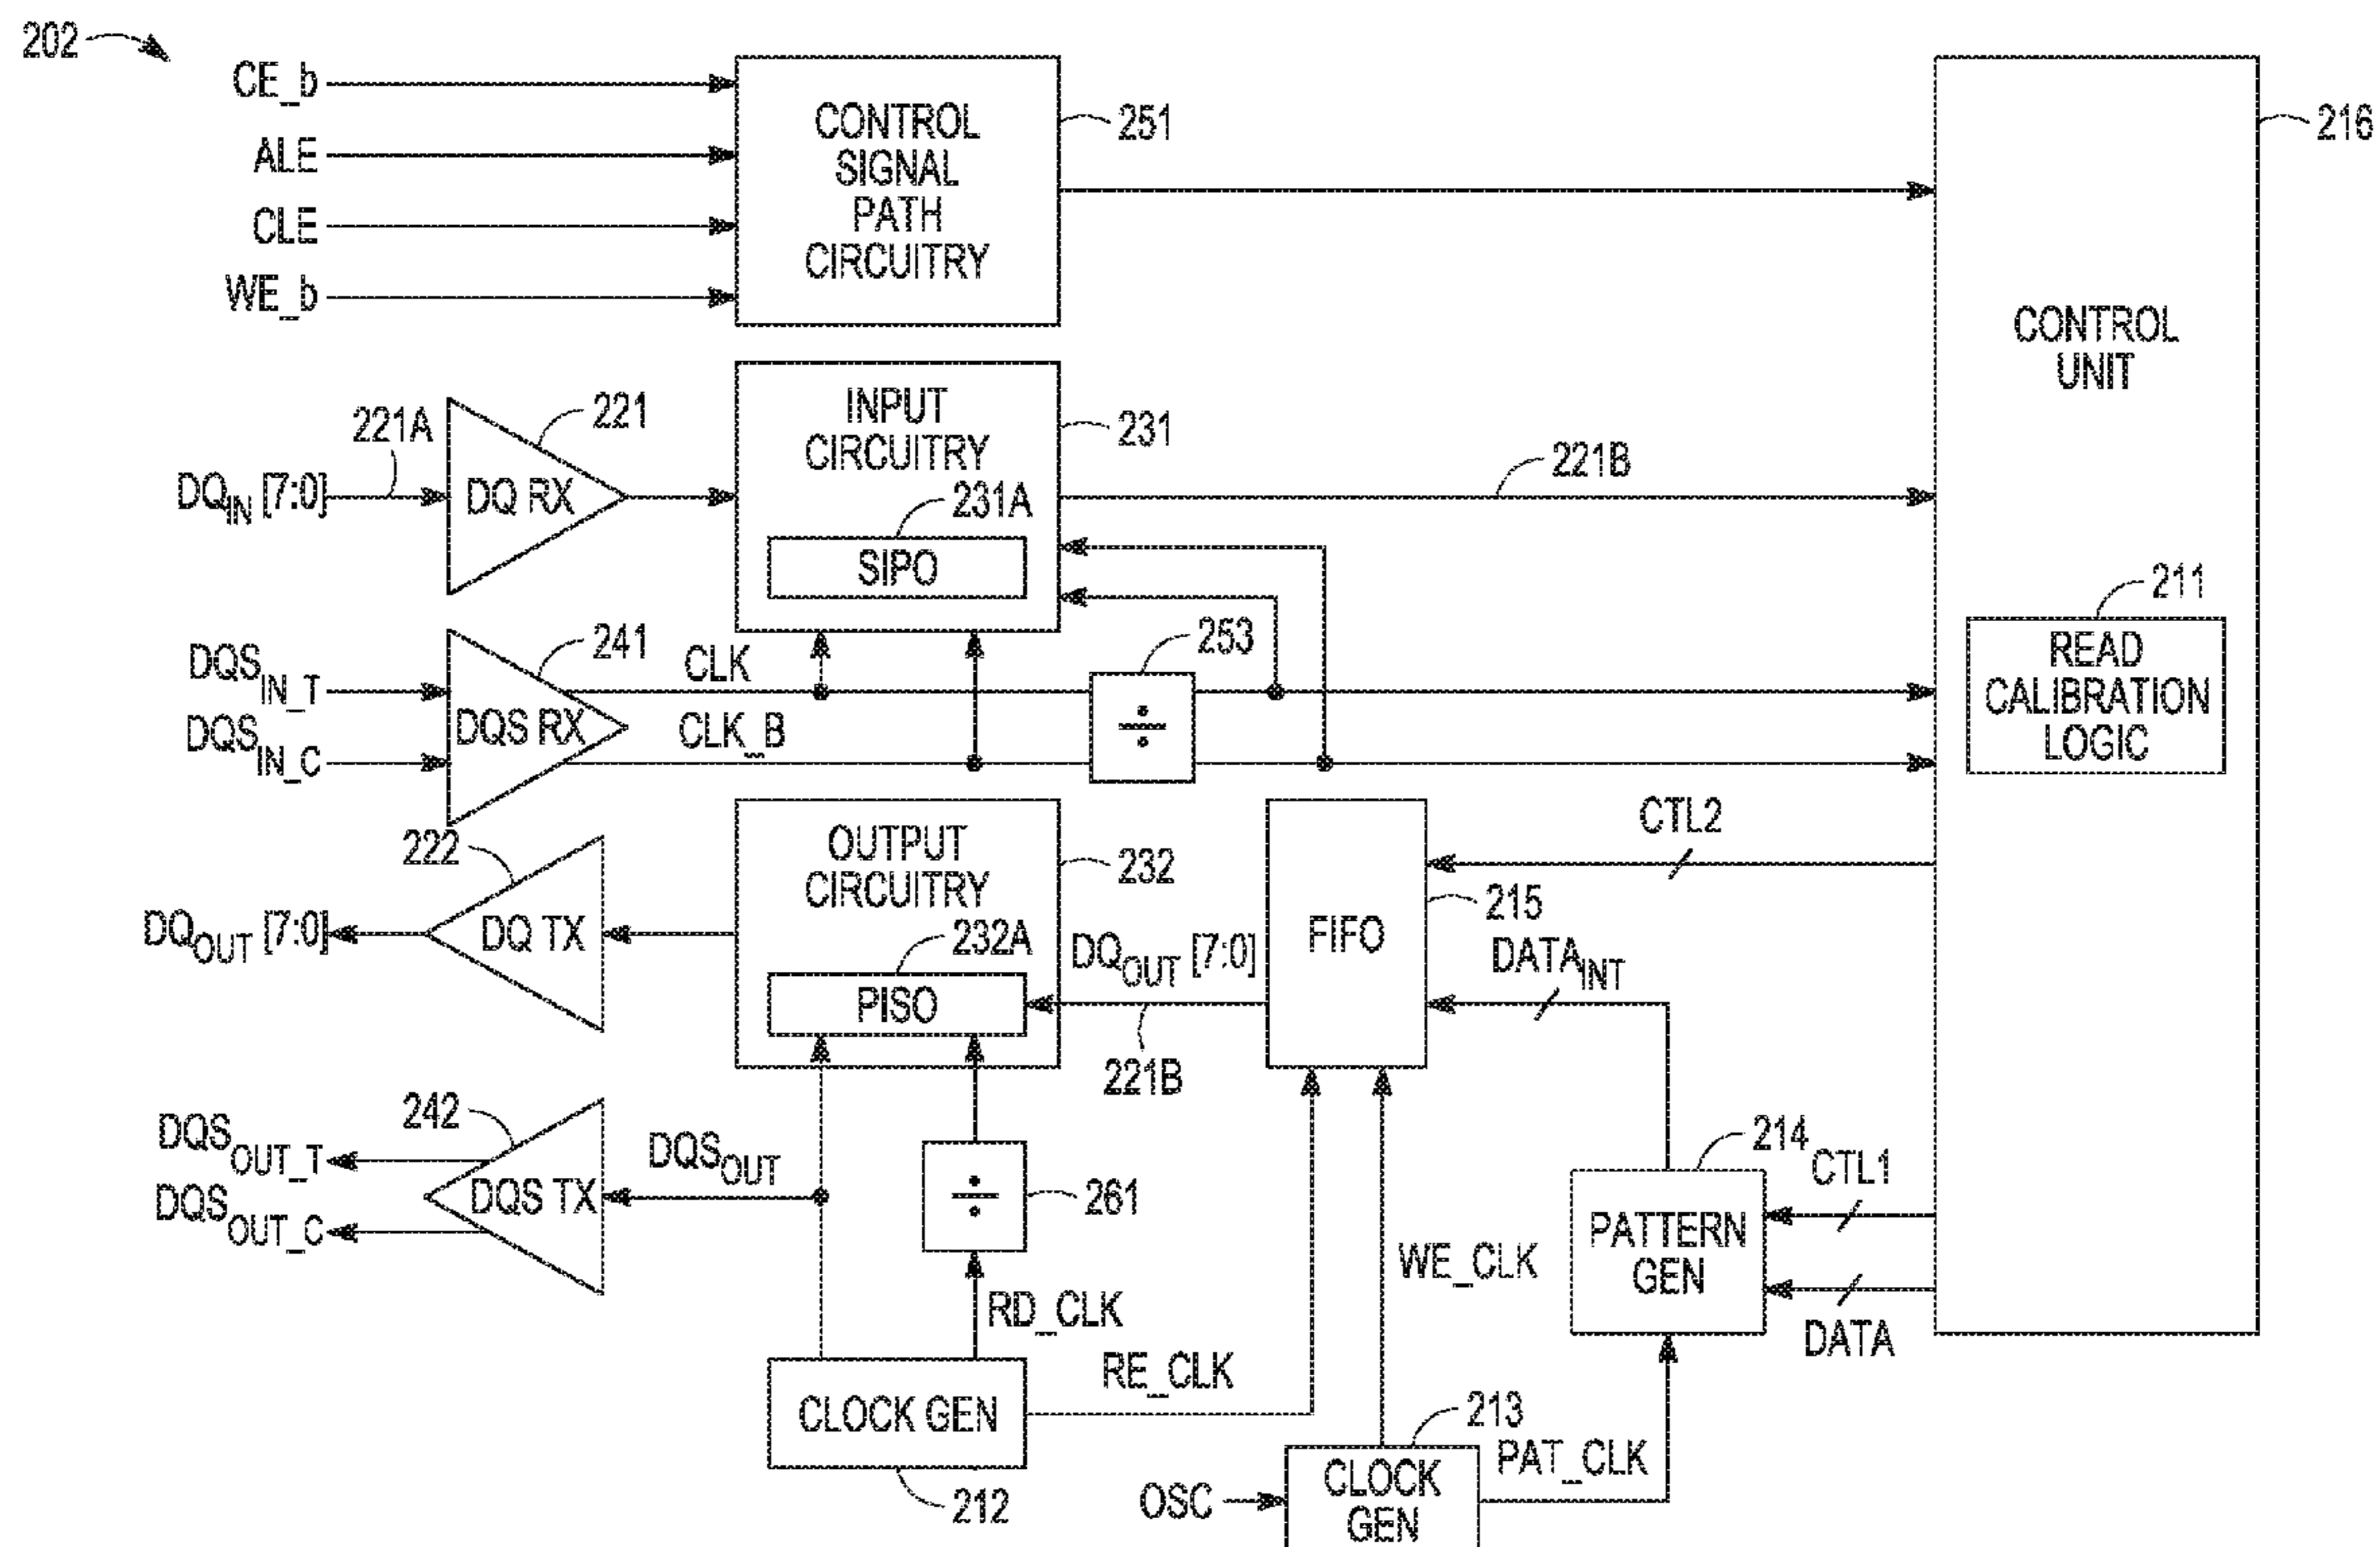 202
CE_b
ALE
CLE
WE_b
CONTROL
SIGNAL
PATH
CIRCUITRY
251
216
CONTROL
UNIT
221A
221
DQIN [7:0]
DQ RX
INPUT
CIRCUITRY
231
231A
SIPO
221B
211
READ
CALIBRATION
LOGIC
DQSIN_T
DQSIN_C
241
DQS RX
CLK
CLK_B
253
÷
222
DQOUT [7:0]
DQ TX
OUTPUT
CIRCUITRY
232
232A
PISO
DQOUT [7:0]
221B
FIFO
215
CTL2
DATAINT
242
DQSOUT_T
DQSOUT_C
DQS TX
DQSOUT
÷
261
RD_CLK
RE_CLK
WE_CLK
214
PATTERN
GEN
CTL1
DATA
CLOCK GEN
212
OSC
213
CLOCK
GEN
PAT_CLK